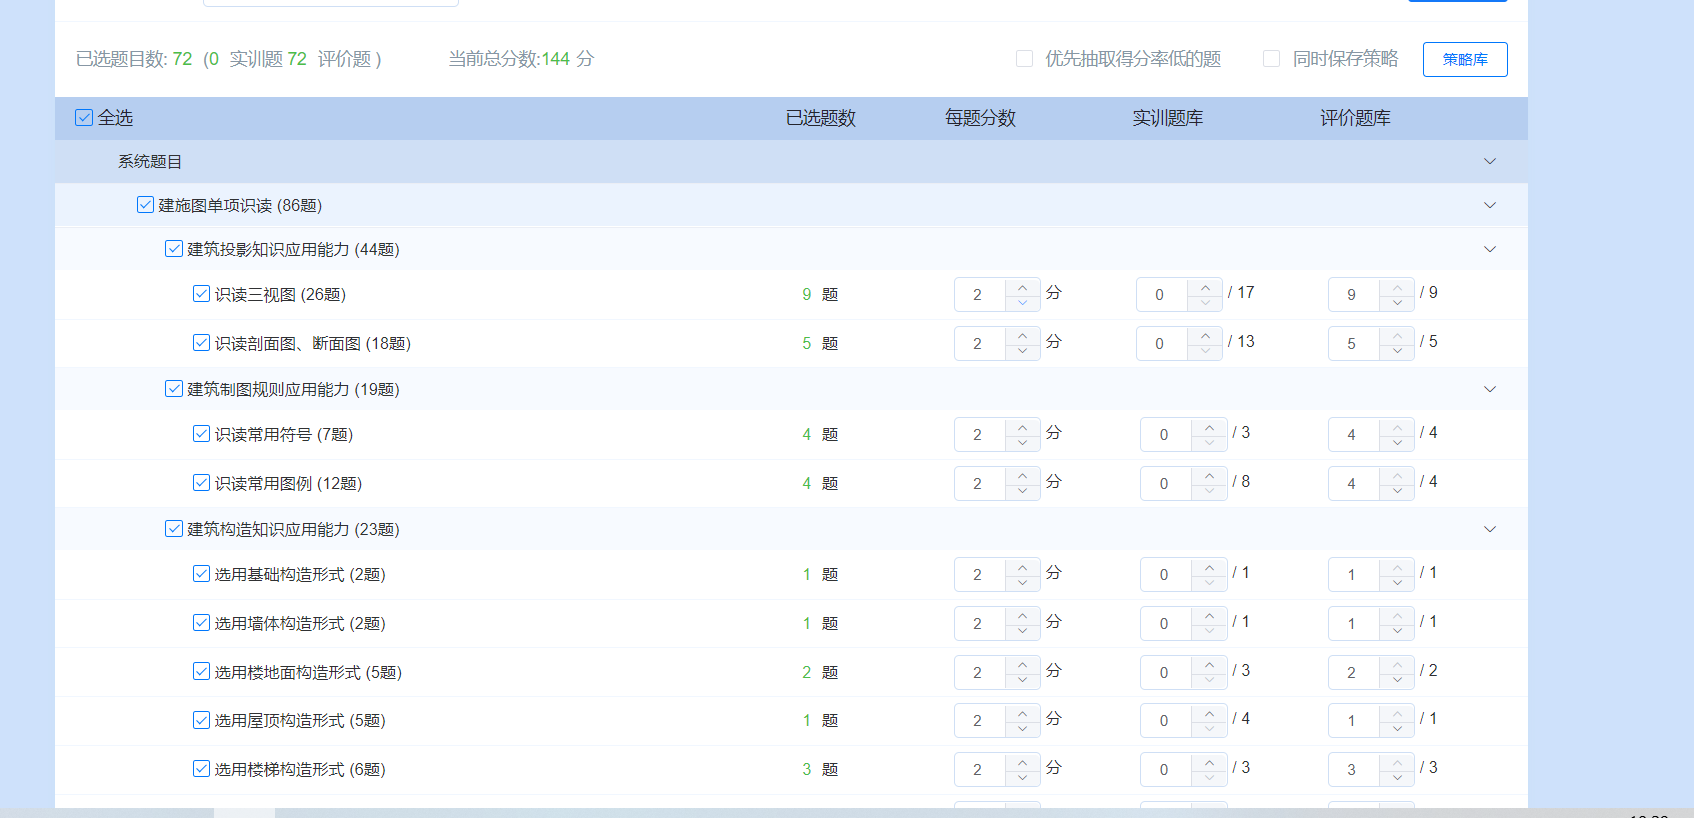 已选题目数: 72 (0 实训题 72 评价题 ) 当前总分数:144 分 优先抽取得分率低的题 同时保存策略 策略库
全选 已选题数 每题分数 实训题库 评价题库
系统题目
建施图单项识读 (86题)
建筑投影知识应用能力 (44题)
识读三视图 (26题) 9 题 2 分 0 / 17 9 / 9
识读剖面图、断面图 (18题) 5 题 2 分 0 / 13 5 / 5
建筑制图规则应用能力 (19题)
识读常用符号 (7题) 4 题 2 分 0 / 3 4 / 4
识读常用图例 (12题) 4 题 2 分 0 / 8 4 / 4
建筑构造知识应用能力 (23题)
选用基础构造形式 (2题) 1 题 2 分 0 / 1 1 / 1
选用墙体构造形式 (2题) 1 题 2 分 0 / 1 1 / 1
选用楼地面构造形式 (5题) 2 题 2 分 0 / 3 2 / 2
选用屋顶构造形式 (5题) 1 题 2 分 0 / 4 1 / 1
选用楼梯构造形式 (6题) 3 题 2 分 0 / 3 3 / 3